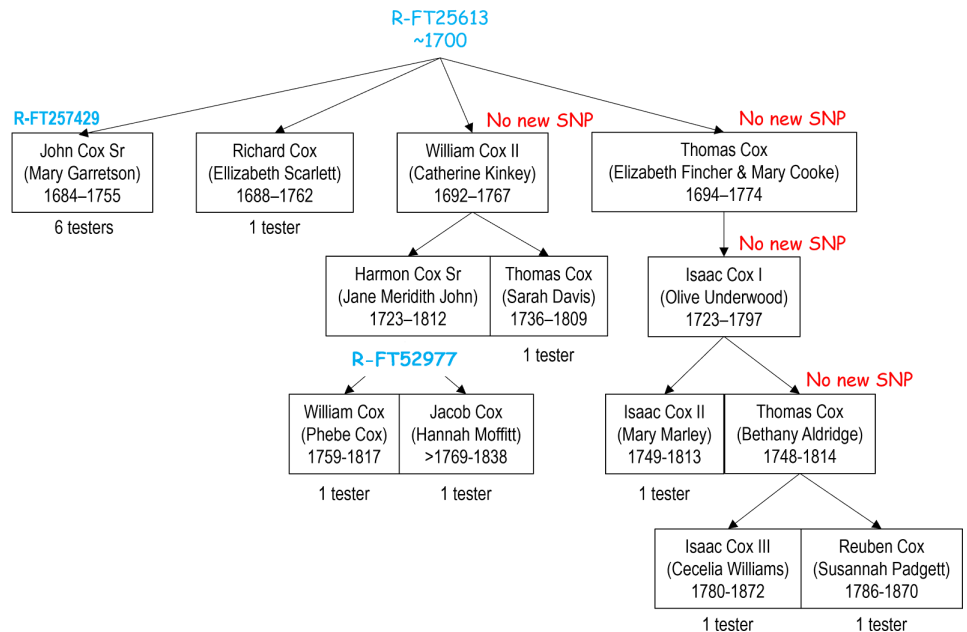 R-FT25613
~1700
R-FT257429
No new SNP
No new SNP
John Cox Sr
(Mary Garretson)
1684–1755
Richard Cox
(Ellizabeth Scarlett)
1688–1762
William Cox II
(Catherine Kinkey)
1692–1767
Thomas Cox
(Elizabeth Fincher & Mary Cooke)
1694–1774
6 testers
1 tester
No new SNP
Harmon Cox Sr
(Jane Meridith John)
1723–1812
Thomas Cox
(Sarah Davis)
1736–1809
Isaac Cox I
(Olive Underwood)
1723–1797
1 tester
R-FT52977
No new SNP
William Cox
(Phebe Cox)
1759-1817
Jacob Cox
(Hannah Moffitt)
>1769-1838
Isaac Cox II
(Mary Marley)
1749-1813
Thomas Cox
(Bethany Aldridge)
1748-1814
1 tester
1 tester
1 tester
Isaac Cox III
(Cecelia Williams)
1780-1872
Reuben Cox
(Susannah Padgett)
1786-1870
1 tester
1 tester